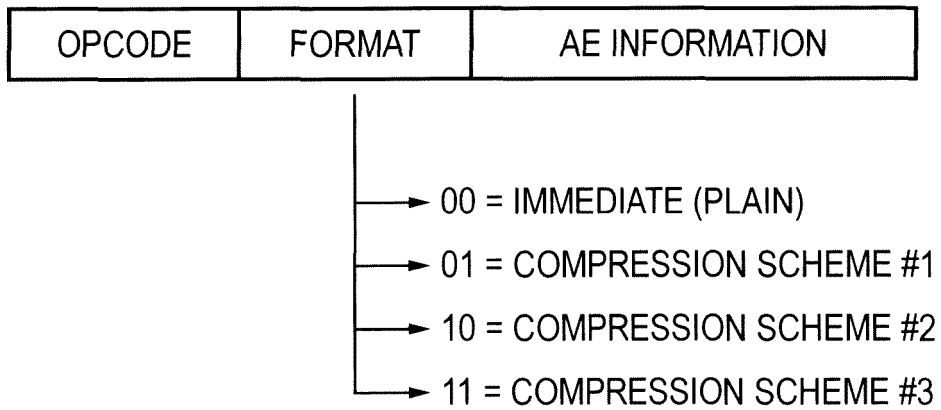 OPCODE FORMAT AE INFORMATION
00 = IMMEDIATE (PLAIN)
01 = COMPRESSION SCHEME #1
10 = COMPRESSION SCHEME #2
11 = COMPRESSION SCHEME #3